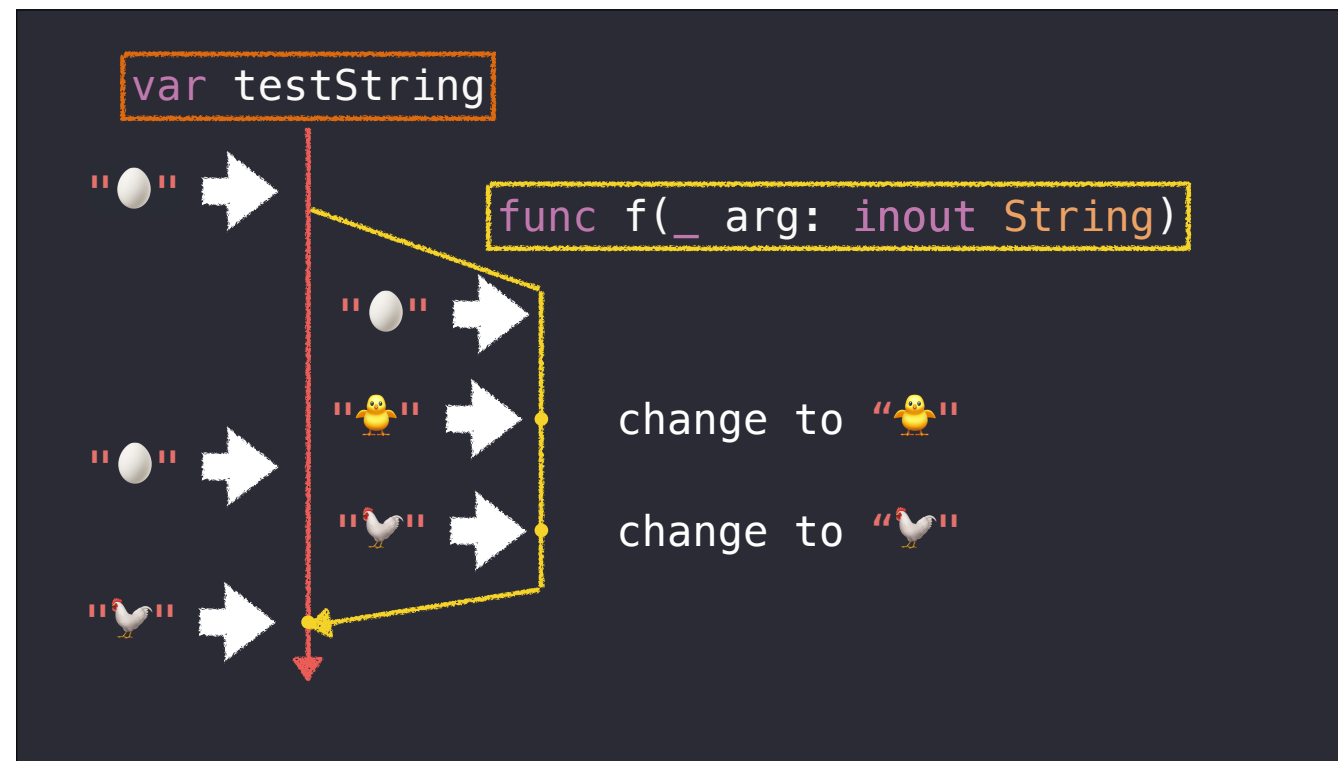 var testString
"🥚"
func f(_ arg: inout String)
"🥚"
"🐥" change to “🐥"
"🥚"
"🐓" change to “🐓"
"🐓"